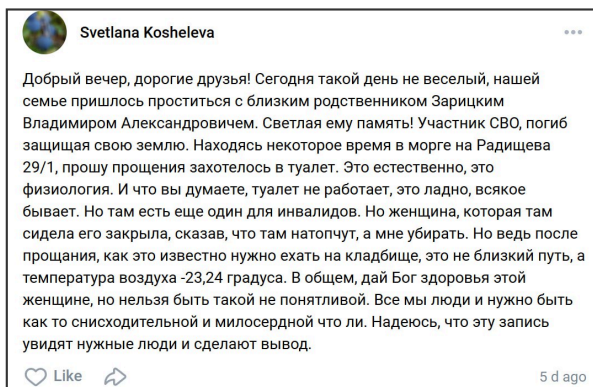 Svetlana Kosheleva
Добрый вечер, дорогие друзья! Сегодня такой день не веселый, нашей
семье пришлось проститься с близким родственником Зарицким
Владимиром Александровичем. Светлая ему память! Участник СВО, погиб
защищая свою землю. Находясь некоторое время в морге на Радищева
29/1, прошу прощения захотелось в туалет. Это естественно, это
физиология. И что вы думаете, туалет не работает, это ладно, всякое
бывает. Но там есть еще один для инвалидов. Но женщина, которая там
сидела его закрыла, сказав, что там натопчут, а мне убирать. Но ведь после
прощания, как это известно нужно ехать на кладбище, это не близкий путь, а
температура воздуха -23,24 градуса. В общем, дай Бог здоровья этой
женщине, но нельзя быть такой не понятливой. Все мы люди и нужно быть
как то снисходительной и милосердной что ли. Надеюсь, что эту запись
увидят нужные люди и сделают вывод.
Like
5 d ago